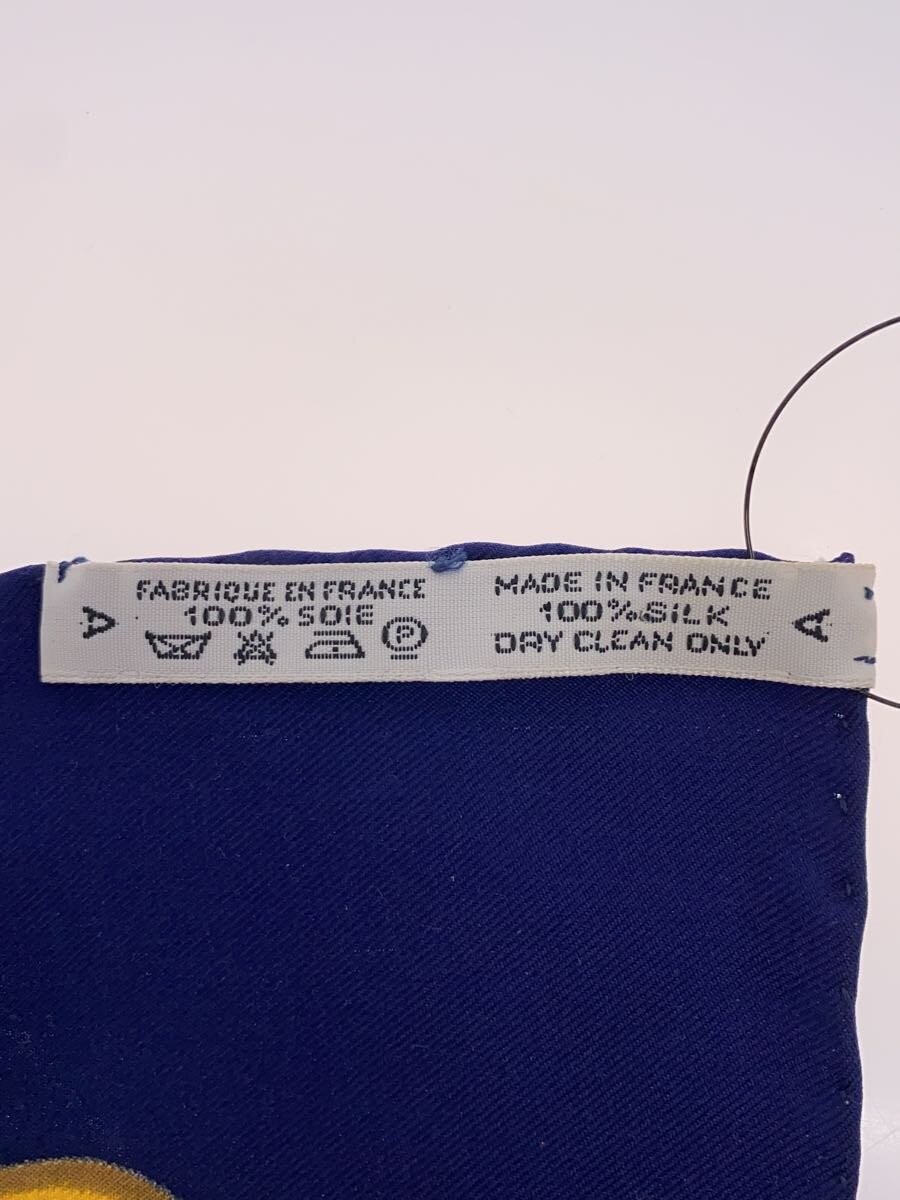 A
FABRIQUE EN FRANCE
100% SOIE
P
MADE IN FRANCE
100% SILK
DRY CLEAN ONLY
A